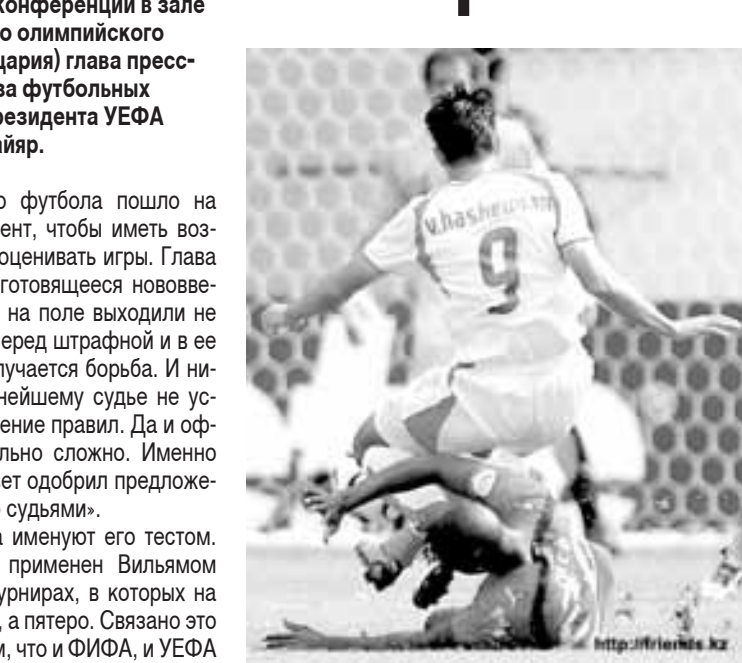 конференции в зале
о олимпийского
цария) глава пресс-
ва футбольных
резидента УЕФА
айяр.
о футбола пошло на
ент, чтобы иметь воз-
оценивать игры. Глава
готовящееся нововве-
на поле выходили не
еред штрафной и в ее
лучается борьба. И ни-
нейшему судье не ус-
ение правил. Да и оф-
льно сложно. Именно
ет одобрил предложе-
судьями».
а именуют его тестом.
применен Вильямом
урнирах, в которых на
, а пятеро. Связано это
м, что и ФИФА, и УЕФА
9
http://friends.kz